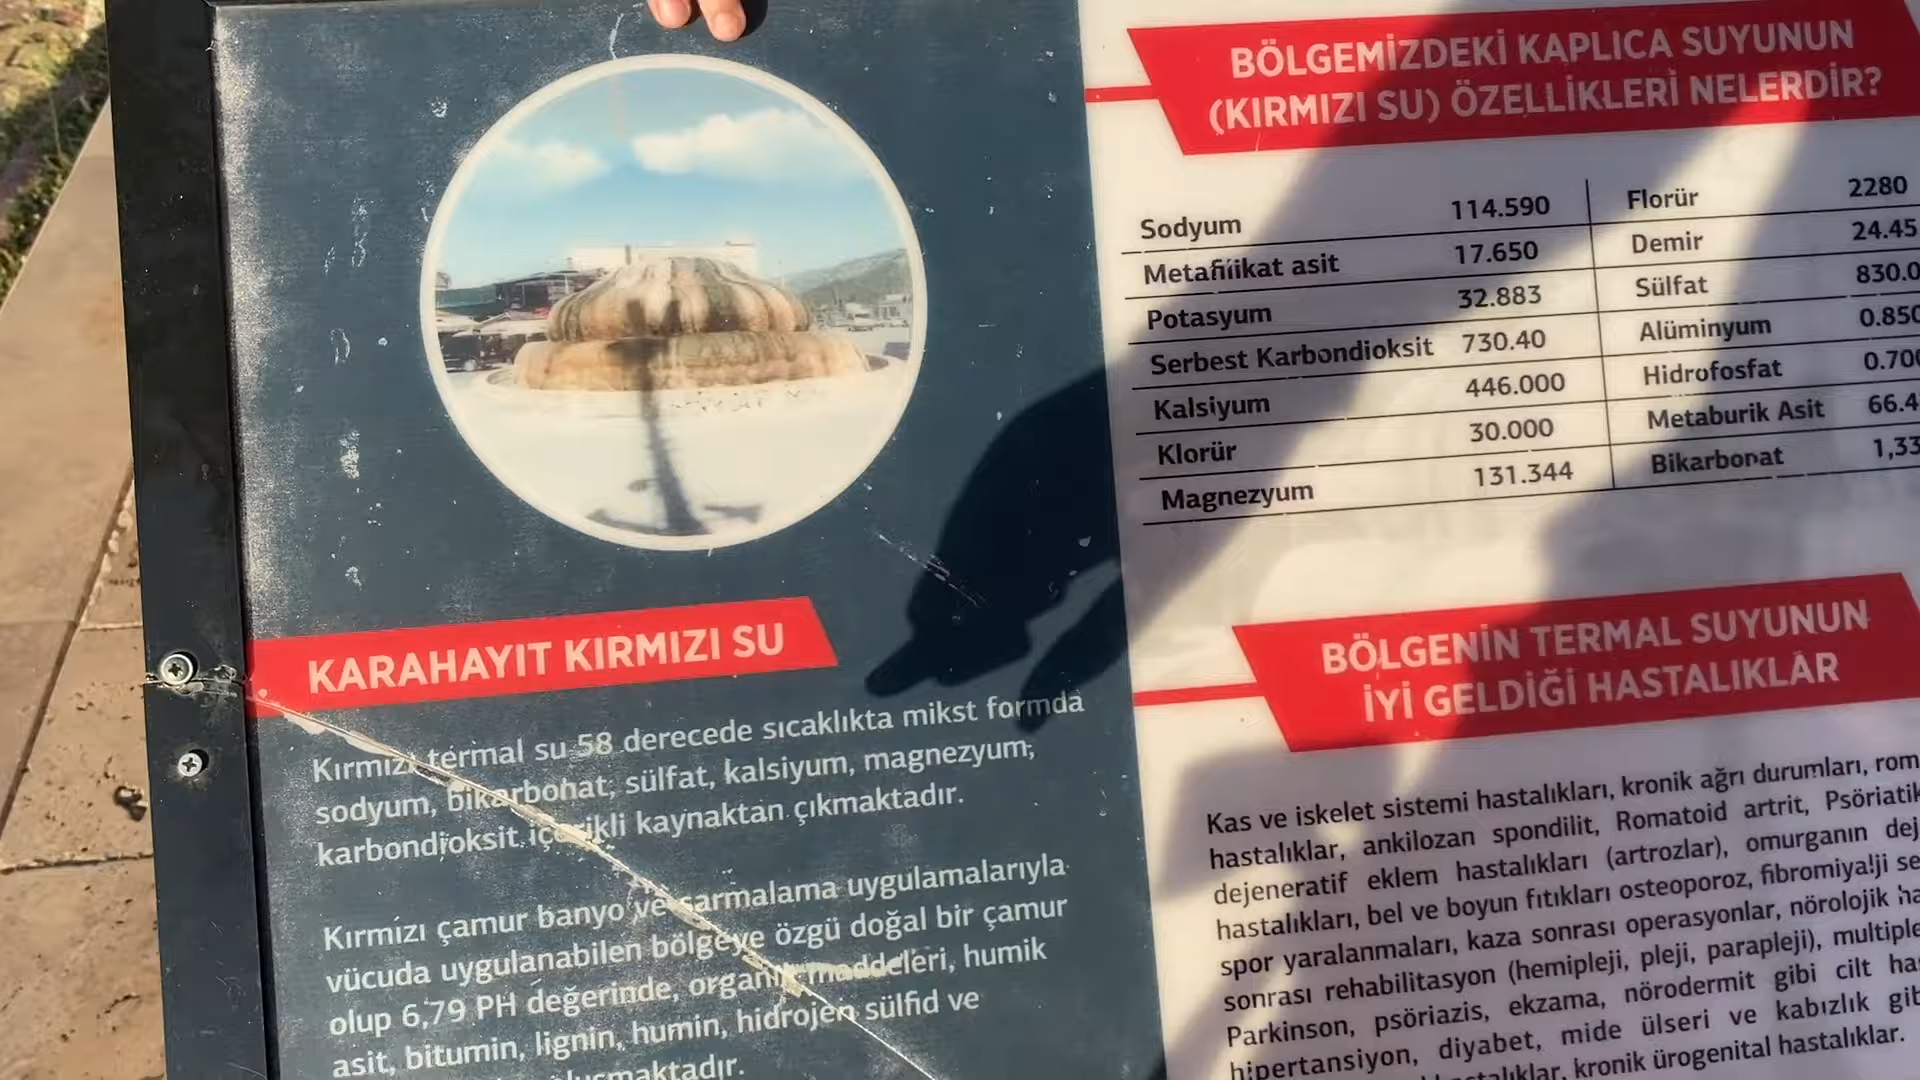 KARAHAYIT KIRMIZI SU
Kırmızı termal su 58 derecede sıcaklıkta mikst formda
sodyum, bikarbonat, sülfat, kalsiyum, magnezyum,
karbondioksit içerikli kaynaktan çıkmaktadır.
Kırmızı çamur banyo ve sarmalama uygulamalarıyla
vücuda uygulanabilen bölgeye özgü doğal bir çamur
olup 6,79 PH değerinde, organik maddeleri, humik
asit, bitumin, lignin, humin, hidrojen sülfid ve
BÖLGEMİZDEKİ KAPLICA SUYUNUN
(KIRMIZI SU) ÖZELLİKLERİ NELERDİR?
Sodyum 114.590 Florür 2280
Metafiíikat asit 17.650 Demir 24.45
Potasyum 32.883 Sülfat 830.0
Serbest Karbondioksit 730.40 Alüminyum 0.850
Kalsiyum 446.000 Hidrofosfat 0.700
Klorür 30.000 Metaburik Asit 66.4
Magnezyum 131.344 Bikarbonat 1,33
BÖLGENİN TERMAL SUYUNUN
İYİ GELDİĞİ HASTALIKLAR
Kas ve iskelet sistemi hastalıkları, kronik ağrı durumları, rom
hastalıklar, ankilozan spondilit, Romatoid artrit, Psöriatik
dejeneratif eklem hastalıkları (artrozlar), omurganın dej
hastalıkları, bel ve boyun fıtıkları osteoporoz, fibromiyalji se
spor yaralanmaları, kaza sonrası operasyonlar, nörolojik ha
sonrası rehabilitasyon (hemipleji, pleji, parapleji), multiple
Parkinson, psöriazis, ekzama, nörodermit gibi cilt ha
hipertansiyon, diyabet, mide ülseri ve kabızlık gib
kronik ürogenital hastalıklar.